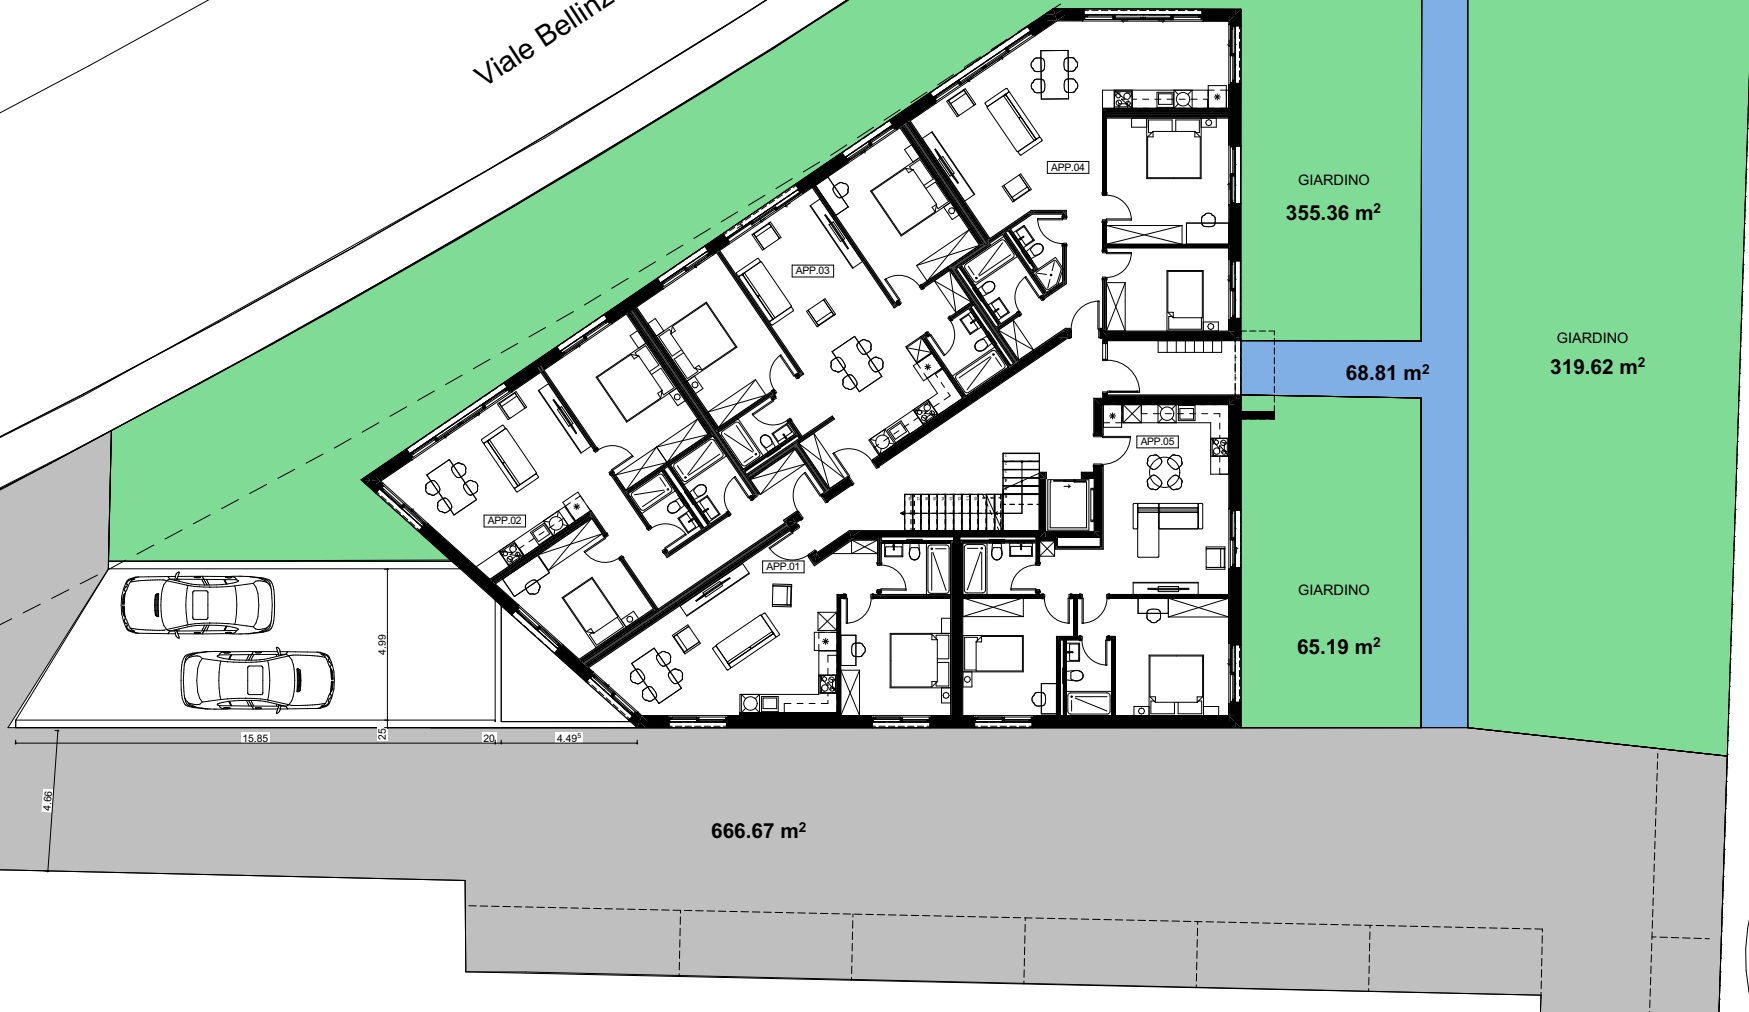 Viale Bellinz
APP.04
GIARDINO
355.36 m²
APP.03
GIARDINO
319.62 m²
68.81 m²
APP.05
APP.02
APP.01
GIARDINO
65.19 m²
4.99
25
15.85
20
4.49⁵
4.66
666.67 m²